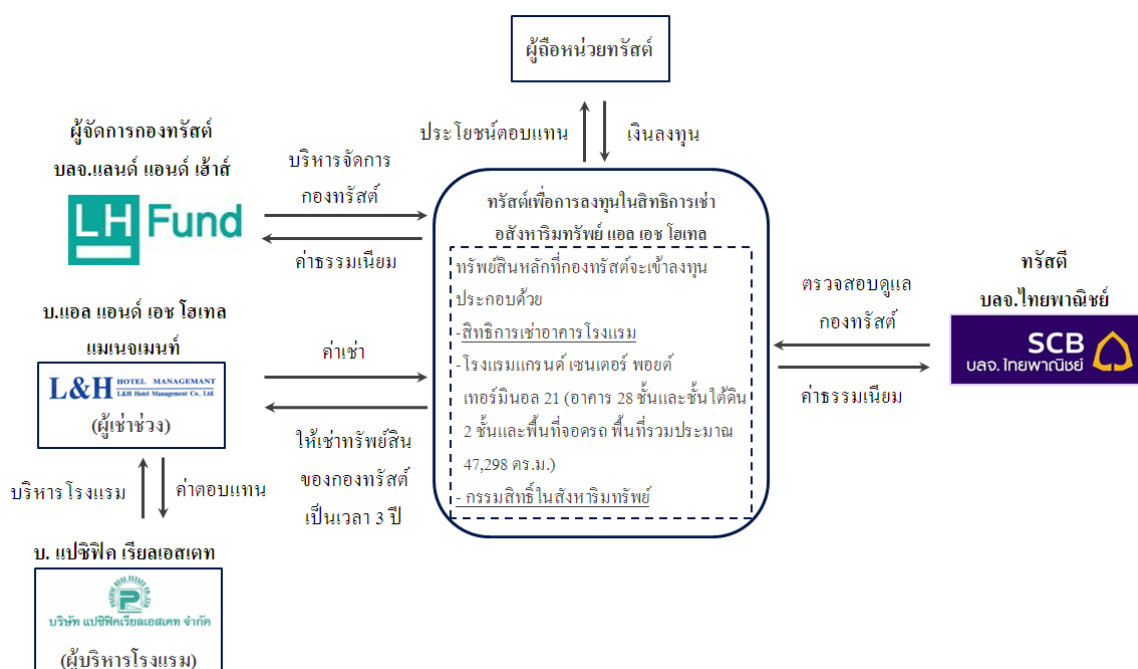 ผู้ถือหน่วยทรัสต์
ประโยชน์ตอบแทน
เงินลงทุน
ผู้จัดการกองทรัสต์
บลจ.แลนด์ แอนด์ เฮ้าส์
LH Fund
บริหารจัดการ
กองทรัสต์
ค่าธรรมเนียม
ทรัสต์เพื่อการลงทุนในสิทธิการเช่า
อสังหาริมทรัพย์ แอล เอช โฮเทล
ทรัพย์สินหลักที่กองทรัสต์จะเข้าลงทุน
ประกอบด้วย
-สิทธิการเช่าอาคารโรงแรม
-โรงแรมแกรนด์ เซนเตอร์ พอยต์
เทอร์มินอล 21 (อาคาร 28 ชั้นและชั้นใต้ดิน
2 ชั้นและพื้นที่จอดรถ พื้นที่รวมประมาณ
47,298 ตร.ม.)
- กรรมสิทธิ์ในสังหาริมทรัพย์
ตรวจสอบดูแล
กองทรัสต์
ค่าธรรมเนียม
ทรัสตี
บลจ.ไทยพาณิชย์
SCB
บลจ. ไทยพาณิชย์
บ.แอล แอนด์ เอช โฮเทล
แมเนจเมนท์
L&H HOTEL MANAGEMANT
L&H Hotel Management Co., Ltd.
(ผู้เช่าช่วง)
ค่าเช่า
ให้เช่าทรัพย์สิน
ของกองทรัสต์
เป็นเวลา 3 ปี
บริหารโรงแรม
ค่าตอบแทน
บ. แปซิฟิค เรียลเอสเตท
บริษัท แปซิฟิคเรียลเอสเตท จำกัด
(ผู้บริหารโรงแรม)